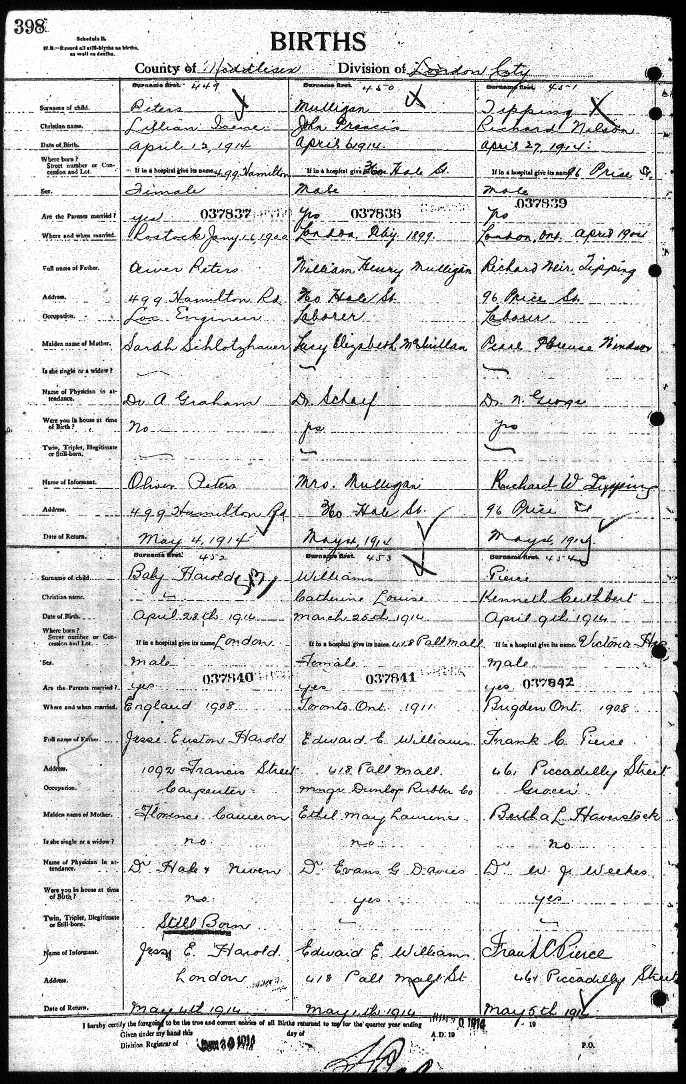 398
Schedule B.
N.B.—Record all still-births as births, as well as deaths.
BIRTHS
County of Middlesex Division of London City
Surname first. 449 Surname first. 450 Surname first. 451
Surname of child. Peters Mulligan Tipping
Christian name. Lillian Irene John Francis Richard Nelson
Date of Birth. April 12, 1914 April 6 1914. April 27, 1914.
Where born? Street number or Concession and Lot. If in a hospital give its name 499 Hamilton If in a hospital give its name 360 Hale St. If in a hospital give its name 96 Price St.
Sex. Female Male Male
Are the Parents married? yes 037837 Yes 037838 Yes 037839
Where and when married. Rostock Jany 16, 1900 London, 1899 London, Ont. April 1904
Full name of Father. Peters William Henry Mulligan Richard Weir Tipping
Address. 499 Hamilton Rd. 360 Hale St. 96 Price St.
Occupation. Loc. Engineer Laborer Laborer
Maiden name of Mother. Sarah Schlotzhauer Lucy Elizabeth McMillan Pearl Florence Windsor
Is she single or a widow?
Name of Physician in attendance. Dr A Graham Dr. Scharf Dr. N. George
Were you in house at time of Birth? No yes yes
Twin, Triplet, Illegitimate or Still-born.
Name of Informant. Oliver Peters Mrs. Mulligan Richard W Tipping
Address. 499 Hamilton Rd 360 Hale St. 96 Price St
Date of Return. May 4, 1914 May 4, 1914 May 4, 1914
Surname first. 452 Surname first. 453 Surname first. 454
Surname of child. Baby Harold Williams Pierce
Christian name. Catherine Louise Kenneth Cuthbert
Date of Birth. April 28th 1914 March 25th 1914 April 9th 1914
Where born? Street number or Concession and Lot. If in a hospital give its name London If in a hospital give its name 418 Pall Mall If in a hospital give its name Victoria Hos,
Sex. male Female Male
Are the Parents married? yes 037840 yes 037841 yes 037842
Where and when married. England 1908 Toronto Ont 1911 Brigden Ont 1908
Full name of Father. Jesse Euston Harold Edward E Williams Frank C Pierce
Address. 1092 Francis Street 418 Pall Mall. 461 Piccadilly Street
Occupation. Carpenter mngr Dunlop Rubber Co Grocer
Maiden name of Mother. Florence Cameron Ethel May Laurence Bertha L Haverstock
Is she single or a widow? no no no
Name of Physician in attendance. Dr Hale & Niven Dr Evans G. Davis Dr W. J Weekes
Were you in house at time of Birth? no yes yes
Twin, Triplet, Illegitimate or Still-born. Still Born
Name of Informant. Jess E. Harold Edward E. Williams Frank C Pierce
Address. London 418 Pall Mall St 461 Piccadilly Street
Date of Return. May 4th 1914 May 4th 1914 May 5th 1914
I hereby certify the foregoing to be the true and correct entries of all Births returned to me for the quarter year ending 30 1914 19
Given under my hand this day of A.D. 19
Division Registrar of P.O.